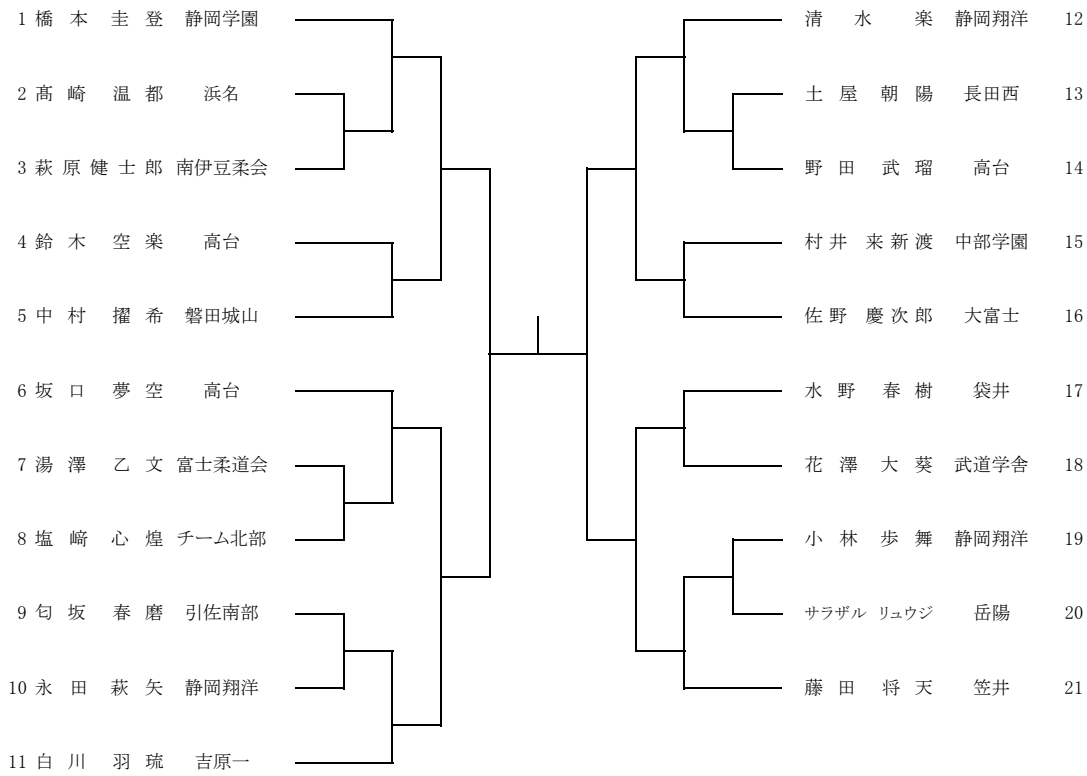 1 橋本圭登 静岡学園
2 髙崎温都 浜名
3 萩原健士郎 南伊豆柔会
4 鈴木空楽 高台
5 中村擢希 磐田城山
6 坂口夢空 高台
7 湯澤乙文 富士柔道会
8 塩﨑心煌 チーム北部
9 匂坂春磨 引佐南部
10 永田萩矢 静岡翔洋
11 白川羽琉 吉原一
清水楽 静岡翔洋 12
土屋朝陽 長田西 13
野田武瑠 高台 14
村井来新渡 中部学園 15
佐野慶次郎 大富士 16
水野春樹 袋井 17
花澤大葵 武道学舎 18
小林歩舞 静岡翔洋 19
サラザル リュウジ 岳陽 20
藤田将天 笠井 21